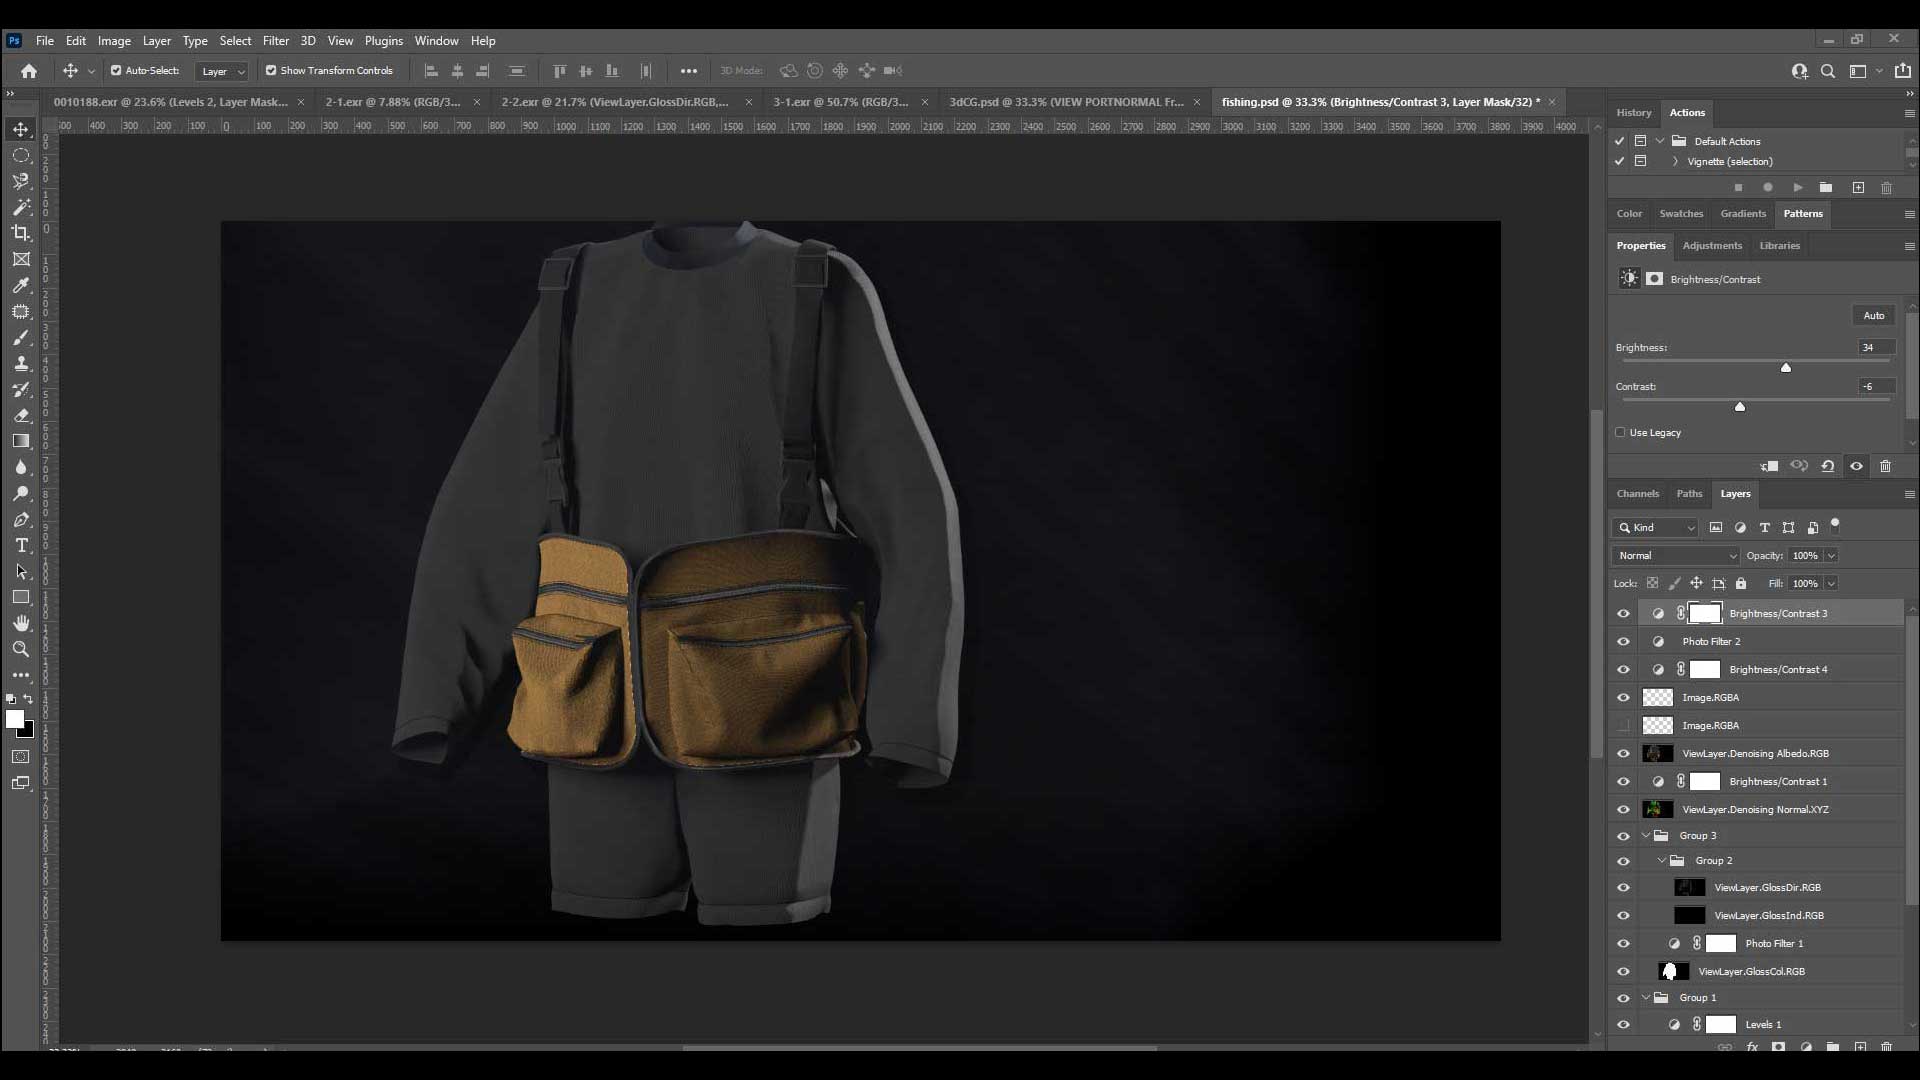 Ps File Edit Image Layer Type Select Filter 3D View Plugins Window Help
Auto-Select: Layer Show Transform Controls 3D Mode:
0010188.exr @ 23.6% (Levels 2, Layer Mask... 2-1.exr @ 7.88% (RGB/3... 2-2.exr @ 21.7% (ViewLayer.GlossDir.RGB,... 3-1.exr @ 50.7% (RGB/3... 3dCG.psd @ 33.3% (VIEW PORTNORMAL Fr... fishing.psd @ 33.3% (Brightness/Contrast 3, Layer Mask/32) *
400 300 200 100 0 100 200 300 400 500 600 700 800 900 1000 1100 1200 1300 1400 1500 1600 1700 1800 1900 2000 2100 2200 2300 2400 2500 2600 2700 2800 2900 3000 3100 3200 3300 3400 3500 3600 3700 3800 3900 4000
History Actions
Default Actions
Vignette (selection)
Color Swatches Gradients Patterns
Properties Adjustments Libraries
Brightness/Contrast
Auto
Brightness: 34
Contrast: -6
Use Legacy
Channels Paths Layers
Kind
Normal Opacity: 100%
Lock: Fill: 100%
Brightness/Contrast 3
Photo Filter 2
Brightness/Contrast 4
Image.RGBA
Image.RGBA
ViewLayer.Denoising Albedo.RGB
Brightness/Contrast 1
ViewLayer.Denoising Normal.XYZ
Group 3
Group 2
ViewLayer.GlossDir.RGB
ViewLayer.GlossInd.RGB
Photo Filter 1
ViewLayer.GlossCol.RGB
Group 1
Levels 1
fx